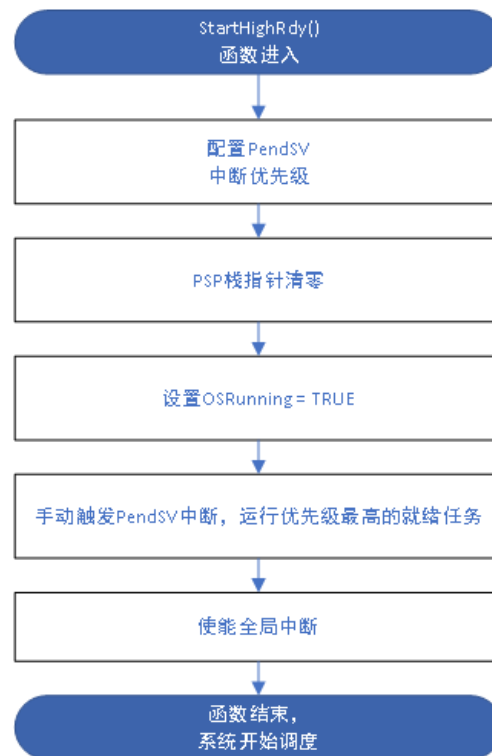 StartHighRdy()
函数进入
配置PendSV
中断优先级
PSP栈指针清零
设置OSRunning = TRUE
手动触发PendSV中断，运行优先级最高的就绪任务
使能全局中断
函数结束，
系统开始调度